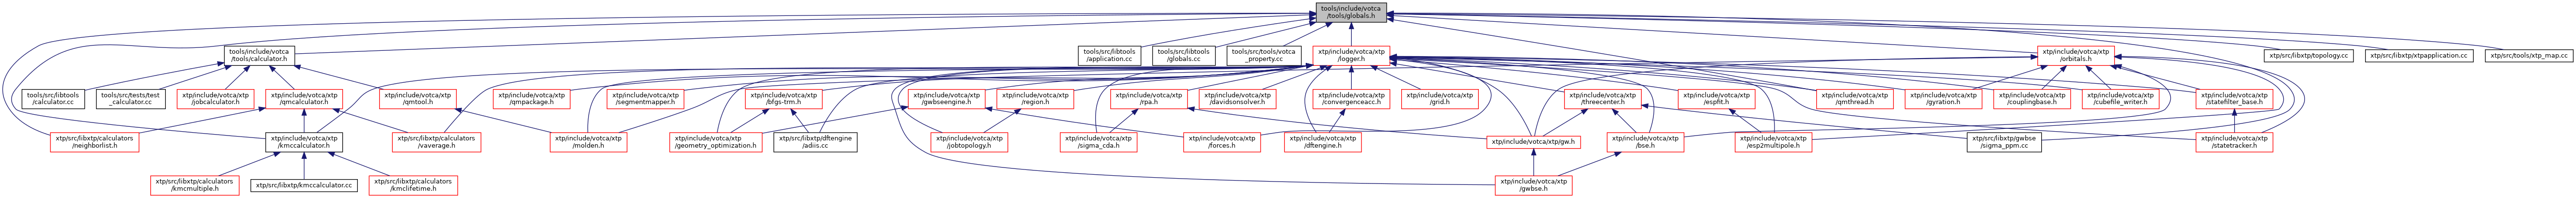 tools/include/votca
/tools/globals.h
tools/include/votca
/tools/calculator.h
tools/src/libtools
/application.cc
tools/src/libtools
/globals.cc
tools/src/tools/votca
_property.cc
xtp/include/votca/xtp
/logger.h
xtp/include/votca/xtp
/orbitals.h
xtp/src/libxtp/topology.cc
xtp/src/libxtp/xtpapplication.cc
xtp/src/tools/xtp_map.cc
tools/src/libtools
/calculator.cc
tools/src/tests/test
_calculator.cc
xtp/include/votca/xtp
/jobcalculator.h
xtp/include/votca/xtp
/qmcalculator.h
xtp/include/votca/xtp
/qmtool.h
xtp/include/votca/xtp
/qmpackage.h
xtp/include/votca/xtp
/segmentmapper.h
xtp/include/votca/xtp
/bfgs-trm.h
xtp/include/votca/xtp
/gwbseengine.h
xtp/include/votca/xtp
/region.h
xtp/include/votca/xtp
/rpa.h
xtp/include/votca/xtp
/davidsonsolver.h
xtp/include/votca/xtp
/convergenceacc.h
xtp/include/votca/xtp
/grid.h
xtp/include/votca/xtp
/threecenter.h
xtp/include/votca/xtp
/espfit.h
xtp/include/votca/xtp
/qmthread.h
xtp/include/votca/xtp
/gyration.h
xtp/include/votca/xtp
/couplingbase.h
xtp/include/votca/xtp
/cubefile_writer.h
xtp/include/votca/xtp
/statefilter_base.h
xtp/src/libxtp/calculators
/neighborlist.h
xtp/include/votca/xtp
/kmccalculator.h
xtp/src/libxtp/calculators
/vaverage.h
xtp/include/votca/xtp
/molden.h
xtp/include/votca/xtp
/geometry_optimization.h
xtp/src/libxtp/dftengine
/adiis.cc
xtp/include/votca/xtp
/jobtopology.h
xtp/include/votca/xtp
/sigma_cda.h
xtp/include/votca/xtp
/forces.h
xtp/include/votca/xtp
/dftengine.h
xtp/include/votca/xtp/gw.h
xtp/include/votca/xtp
/bse.h
xtp/include/votca/xtp
/esp2multipole.h
xtp/src/libxtp/gwbse
/sigma_ppm.cc
xtp/include/votca/xtp
/statetracker.h
xtp/src/libxtp/calculators
/kmcmultiple.h
xtp/src/libxtp/kmccalculator.cc
xtp/src/libxtp/calculators
/kmclifetime.h
xtp/include/votca/xtp
/gwbse.h